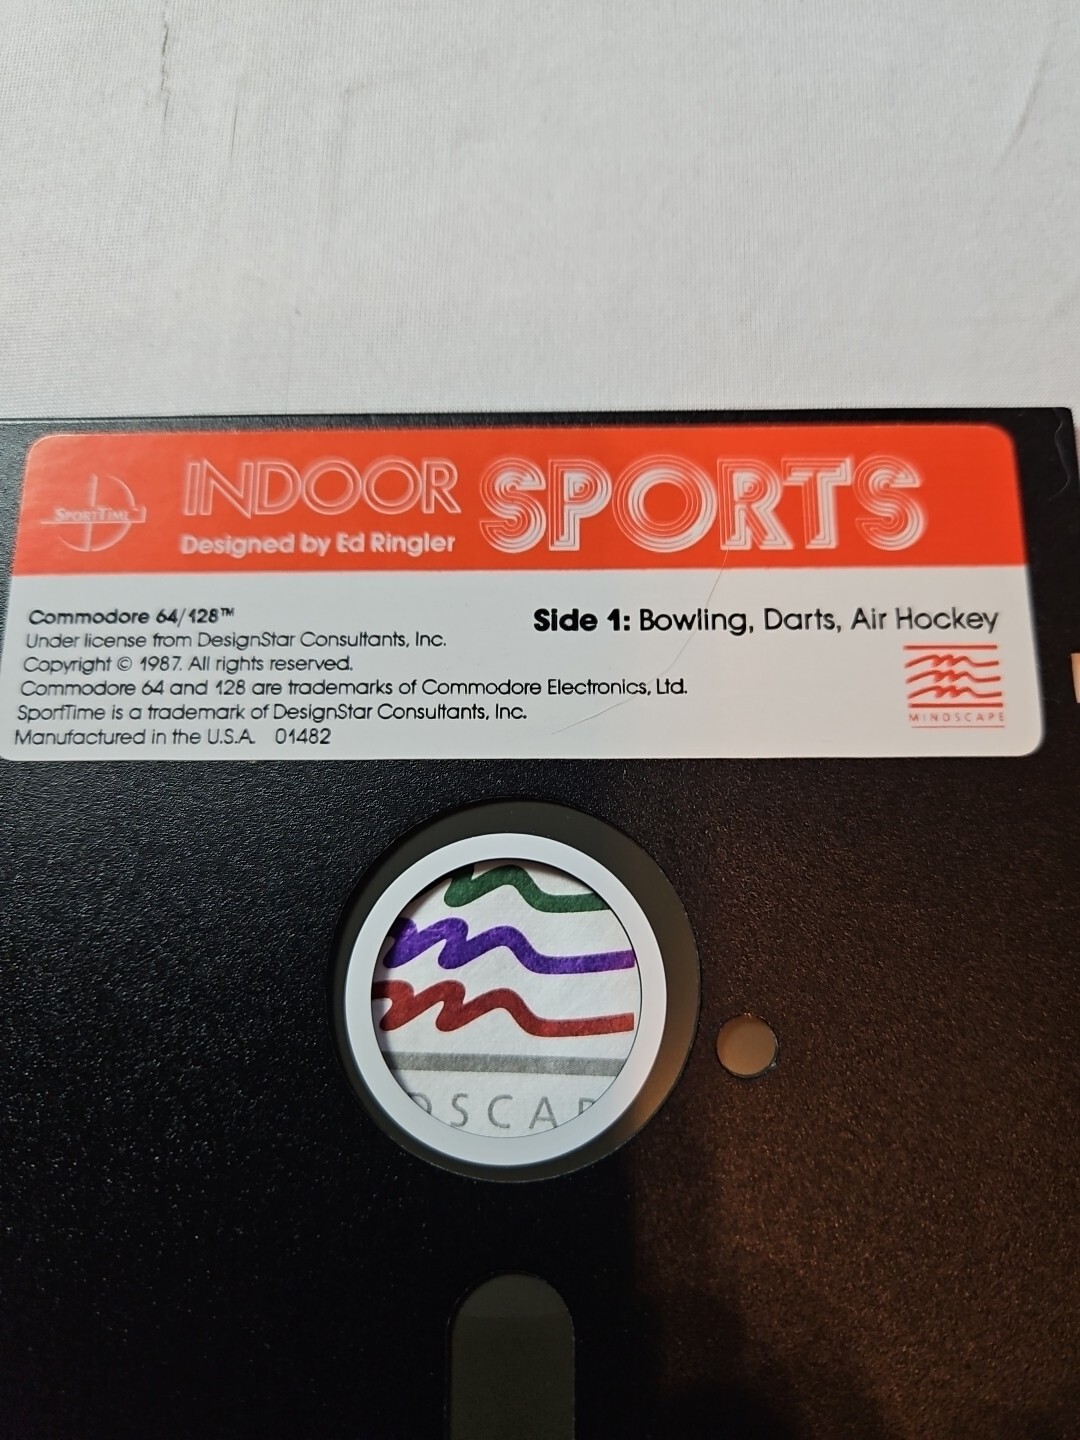 SPORTTIME
INDOOR SPORTS
Designed by Ed Ringler
Commodore 64/128™
Under license from DesignStar Consultants, Inc.
Copyright © 1987. All rights reserved.
Commodore 64 and 128 are trademarks of Commodore Electronics, Ltd.
SportTime is a trademark of DesignStar Consultants, Inc.
Manufactured in the U.S.A. 01482
Side 1: Bowling, Darts, Air Hockey
MINDSCAPE
DSCAP